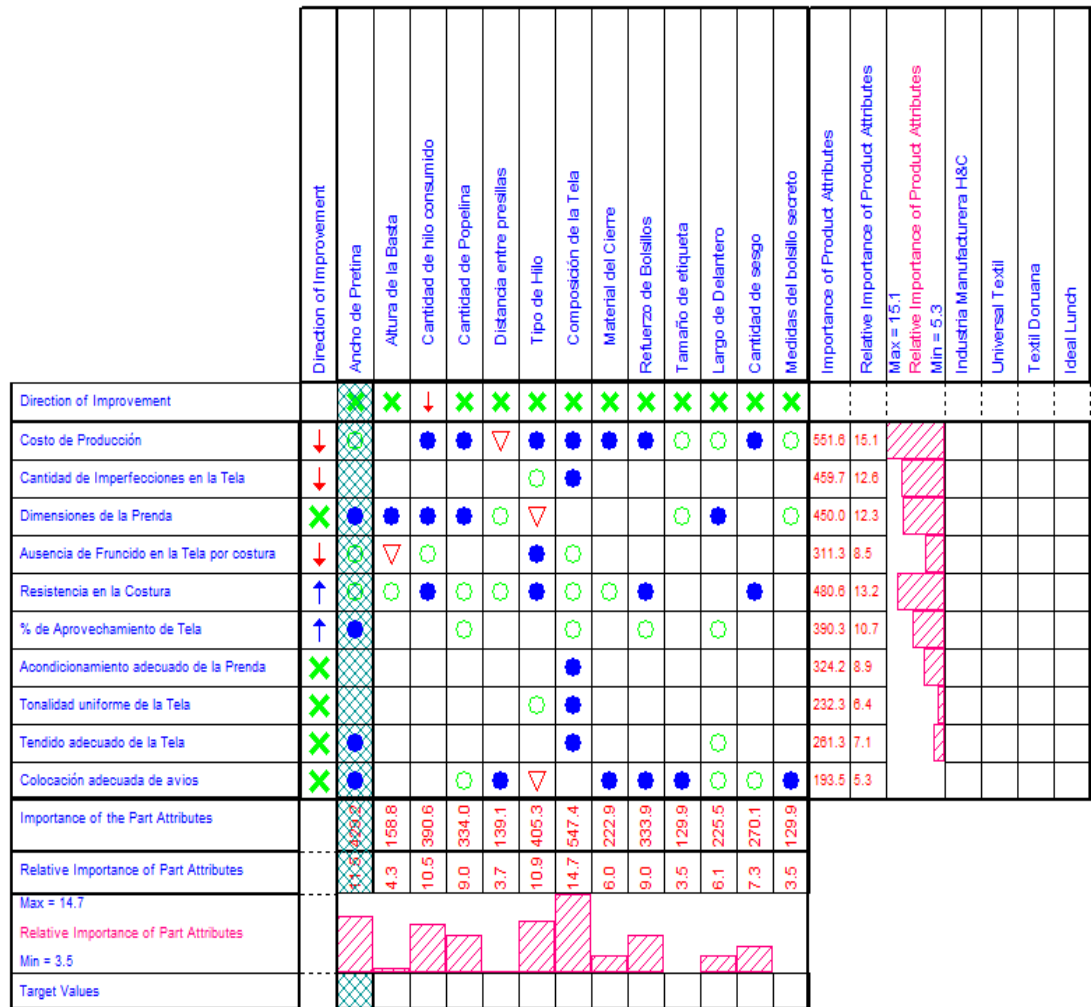 Direction of Improvement
Ancho de Pretina
Altura de la Basta
Cantidad de hilo consumido
Cantidad de Popelina
Distancia entre presillas
Tipo de Hilo
Composición de la Tela
Material del Cierre
Refuerzo de Bolsillos
Tamaño de etiqueta
Largo de Delantero
Cantidad de sesgo
Medidas del bolsillo secreto
Importance of Product Attributes
Relative Importance of Product Attributes
Max = 15.1
Relative Importance of Product Attributes
Min = 5.3
Industria Manufacturera H&C
Universal Textil
Textil Doruama
Ideal Lunch
Direction of Improvement
Costo de Producción 551.6 15.1
Cantidad de Imperfecciones en la Tela 459.7 12.6
Dimensiones de la Prenda 450.0 12.3
Ausencia de Fruncido en la Tela por costura 311.3 8.5
Resistencia en la Costura 480.6 13.2
% de Aprovechamiento de Tela 390.3 10.7
Acondicionamiento adecuado de la Prenda 324.2 8.9
Tonalidad uniforme de la Tela 232.3 6.4
Tendido adecuado de la Tela 261.3 7.1
Colocación adecuada de avios 193.5 5.3
Importance of the Part Attributes 429.2 158.8 390.6 334.0 139.1 405.3 547.4 222.9 333.9 129.9 225.5 270.1 129.9
Relative Importance of Part Attributes 11.5 4.3 10.5 9.0 3.7 10.9 14.7 6.0 9.0 3.5 6.1 7.3 3.5
Max = 14.7
Relative Importance of Part Attributes
Min = 3.5
Target Values